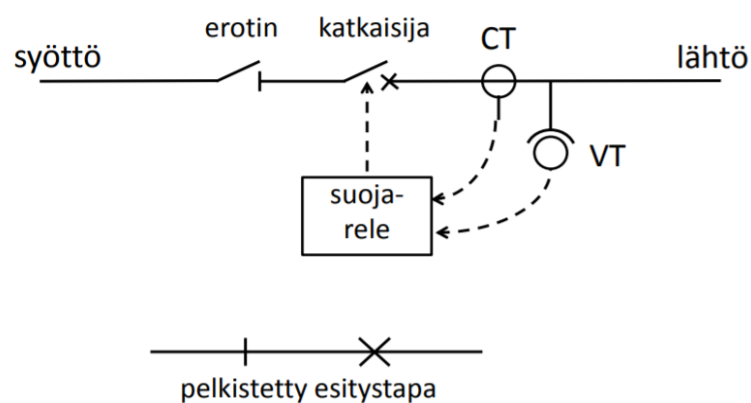 erotin
katkaisija
CT
syöttö
lähtö
VT
suoja-
rele
pelkistetty esitystapa